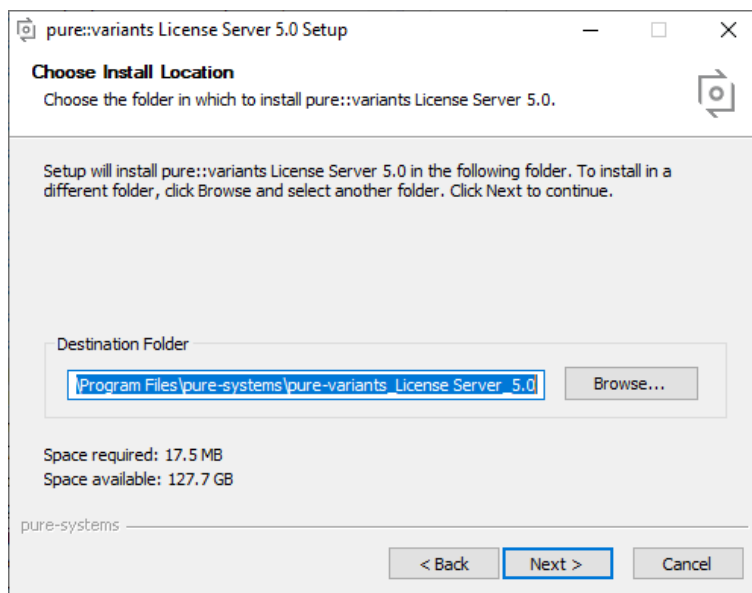 pure::variants License Server 5.0 Setup
Choose Install Location
Choose the folder in which to install pure::variants License Server 5.0.
Setup will install pure::variants License Server 5.0 in the following folder. To install in a
different folder, click Browse and select another folder. Click Next to continue.
Destination Folder
\Program Files\pure-systems\pure-variants_License Server_5.0
Browse...
Space required: 17.5 MB
Space available: 127.7 GB
pure-systems
< Back
Next >
Cancel